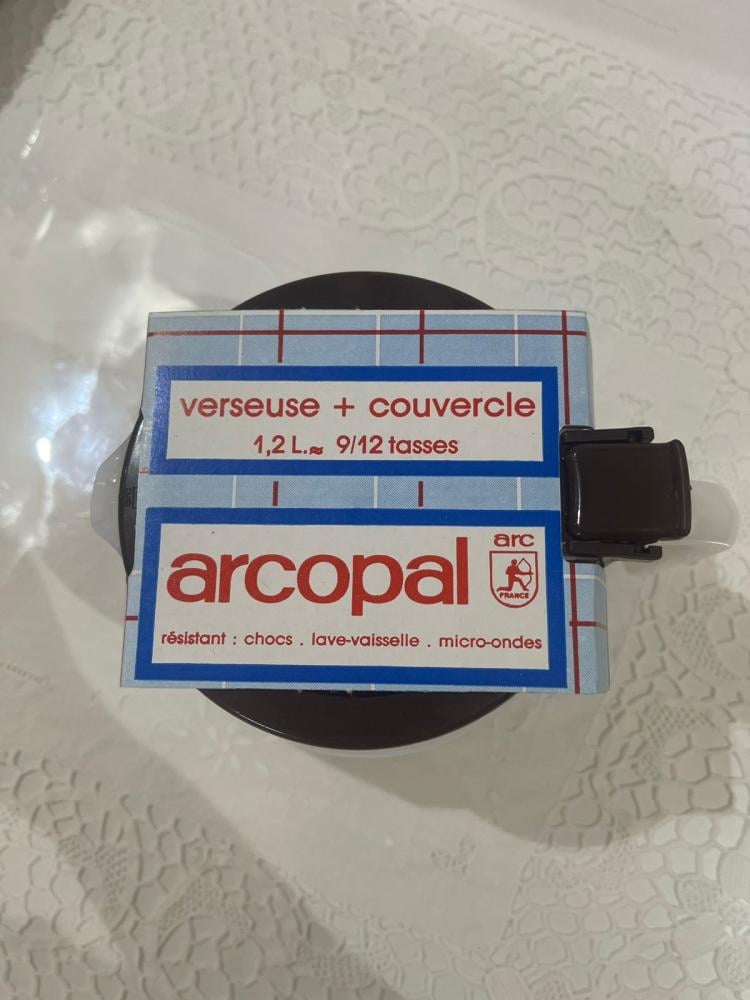 verseuse + couvercle
1,2 L.≈ 9/12 tasses
arc
arcopal
FRANCE
résistant : chocs . lave-vaisselle . micro-ondes